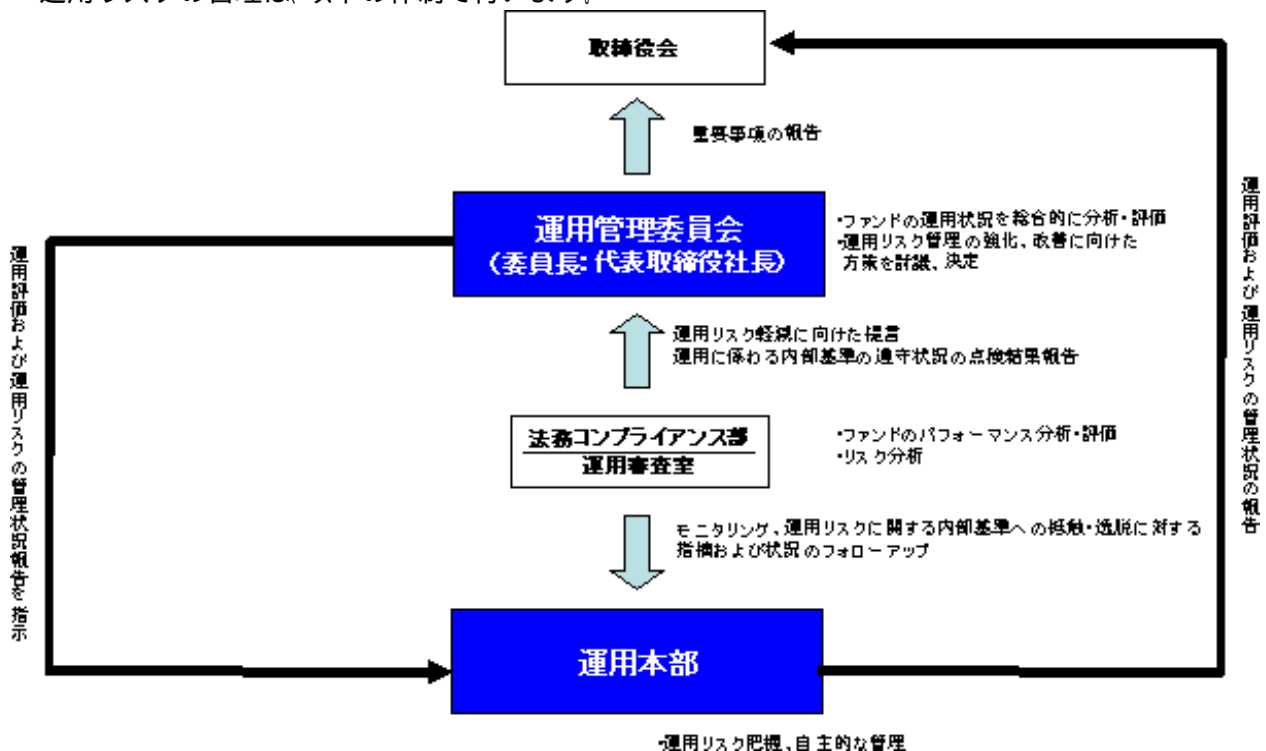 運用リスクの管理は、以下の体制で行います。
取締役会
重要事項の報告
運用管理委員会
（委員長：代表取締役社長）
・ファンドの運用状況を総合的に分析・評価
・運用リスク管理の強化、改善に向けた
方策を討議、決定
運用リスク軽減に向けた提言
運用に係わる内部基準の遵守状況の点検結果報告
法務コンプライアンス部
運用審査室
・ファンドのパフォーマンス分析・評価
・リスク分析
モニタリング、運用リスクに関する内部基準への抵触・逸脱に対する
指摘および状況のフォローアップ
運用本部
・運用リスク把握、自主的な管理
運用評価および運用リスクの管理状況報告を指示
運用評価および運用リスクの管理状況の報告